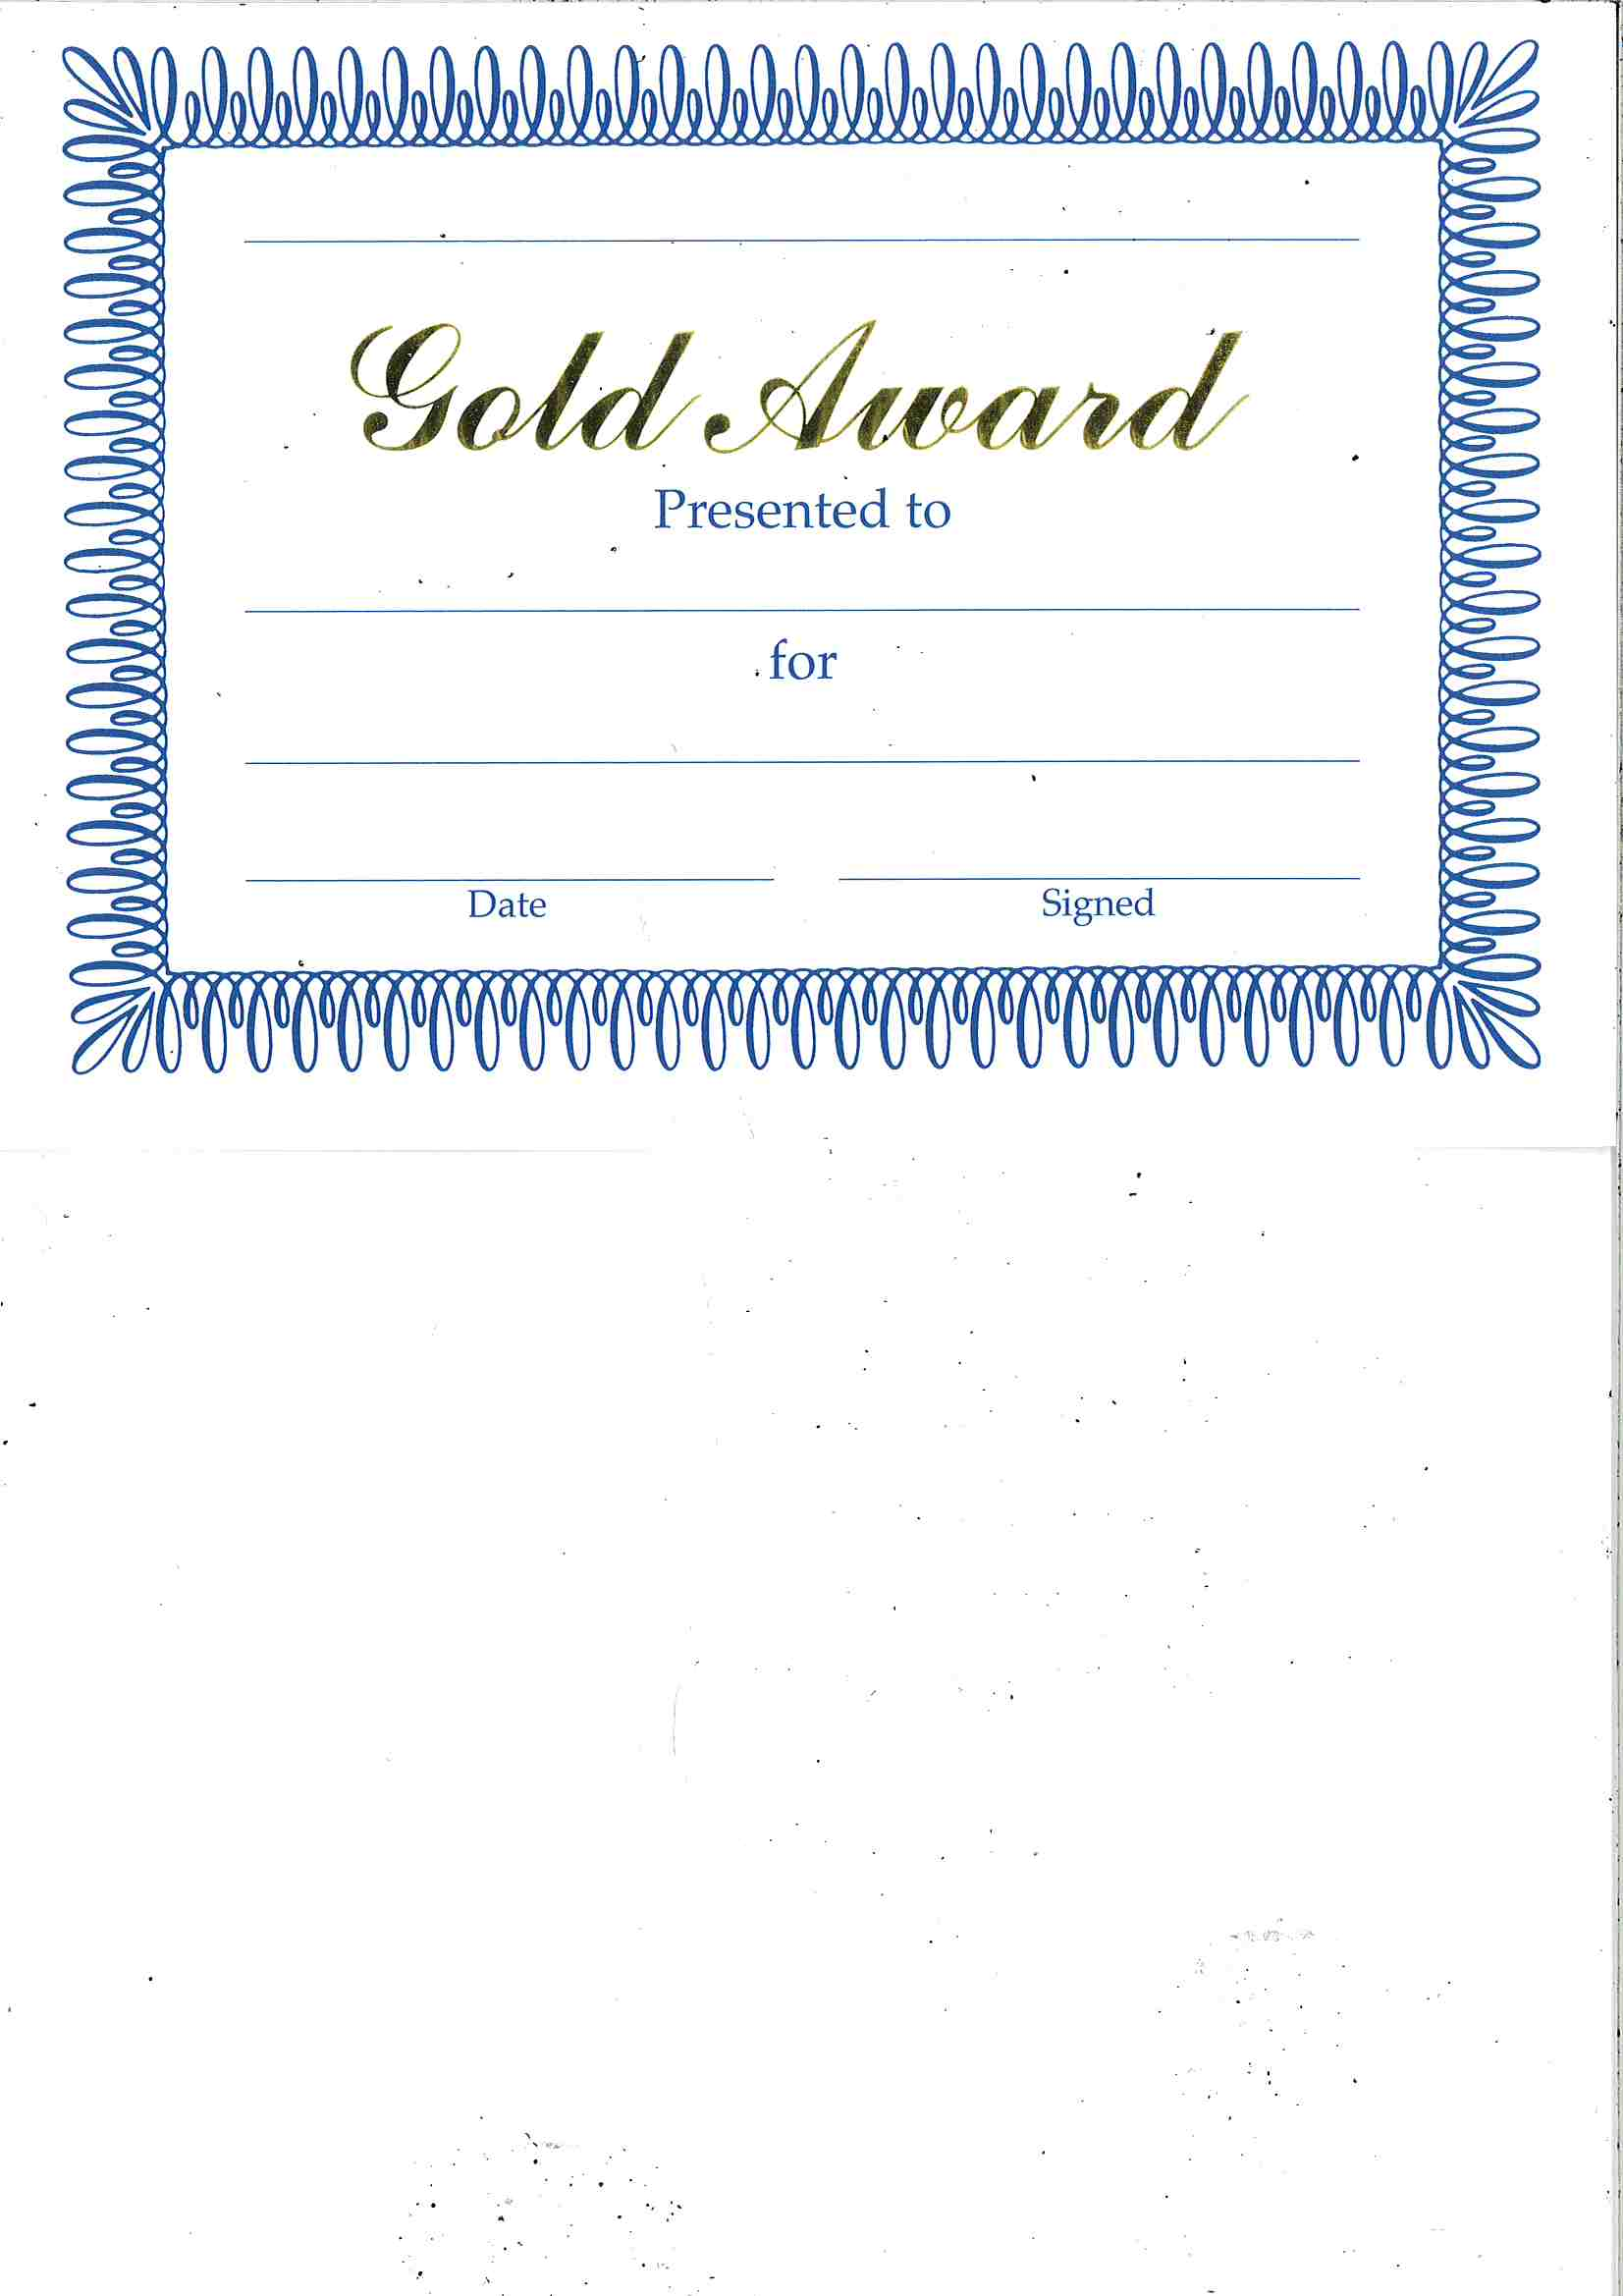 Gold Award
Presented to
for
Date
Signed